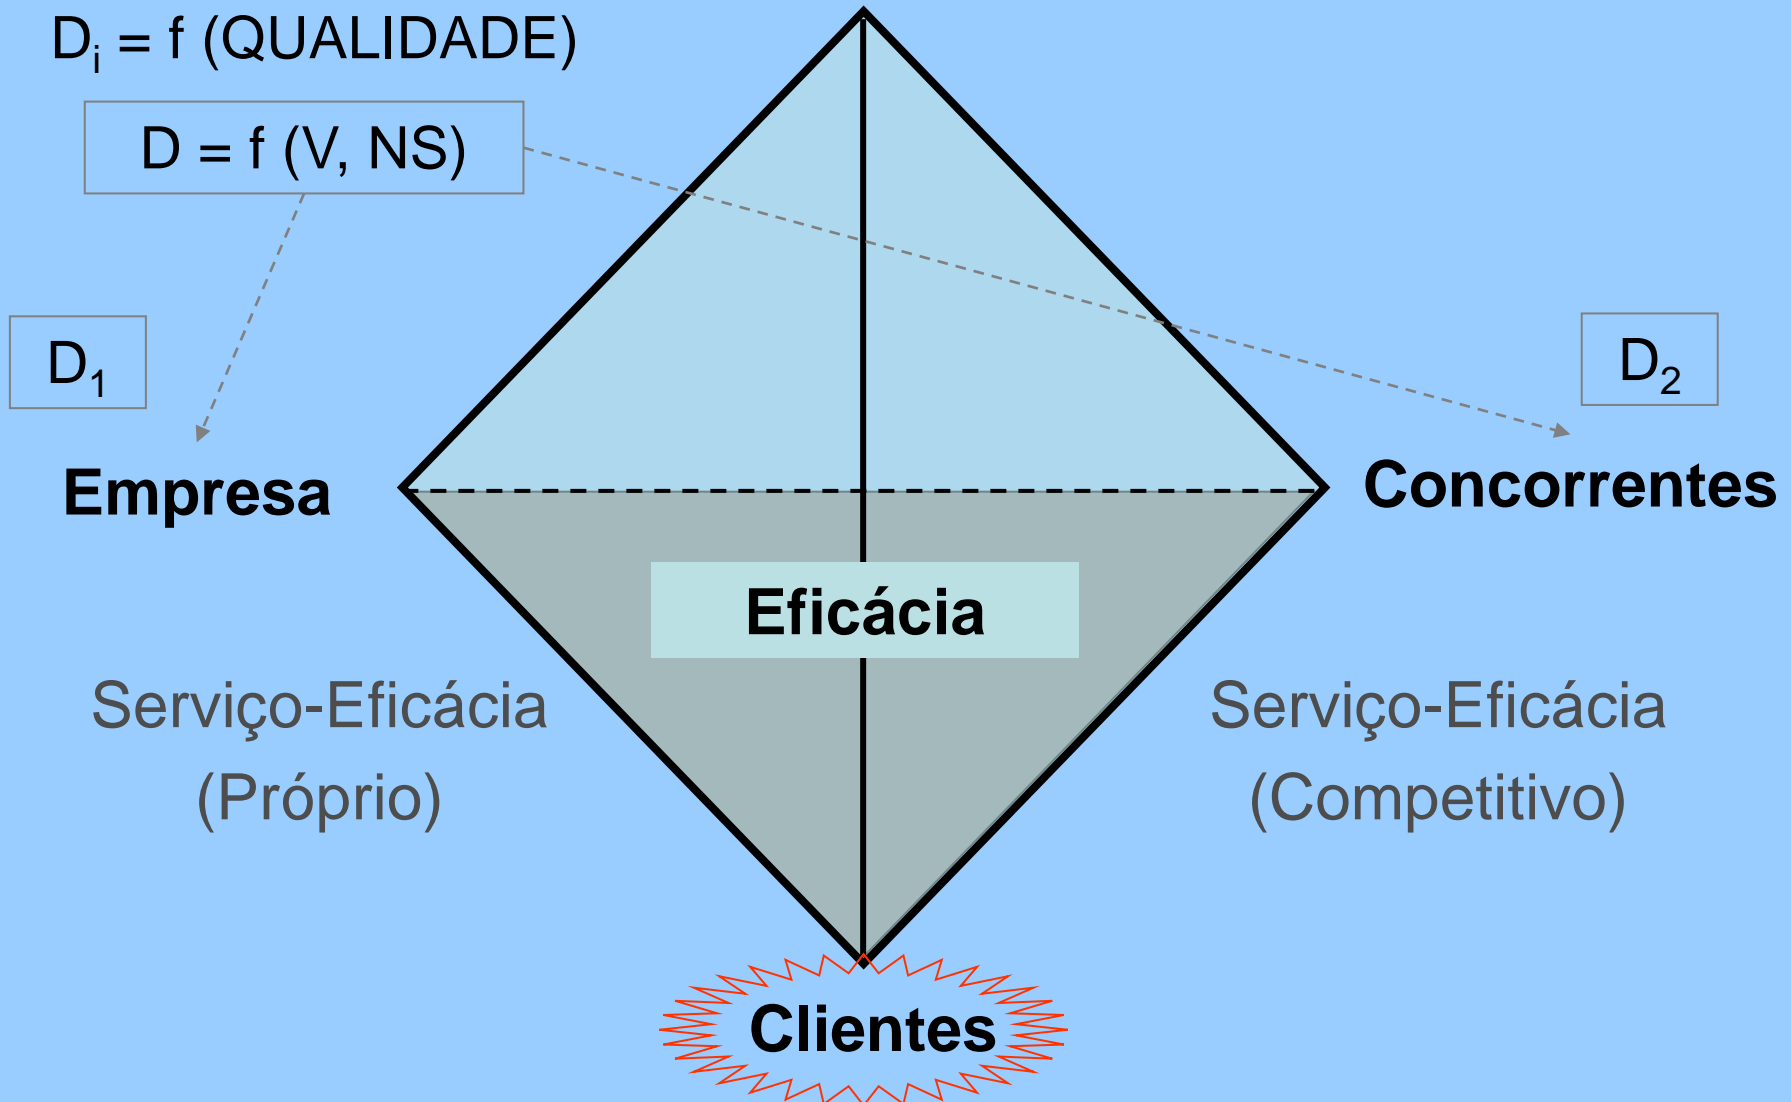 Dᵢ = f (QUALIDADE)
D = f (V, NS)
D₁
D₂
Empresa
Concorrentes
Eficácia
Serviço-Eficácia
(Próprio)
Serviço-Eficácia
(Competitivo)
Clientes